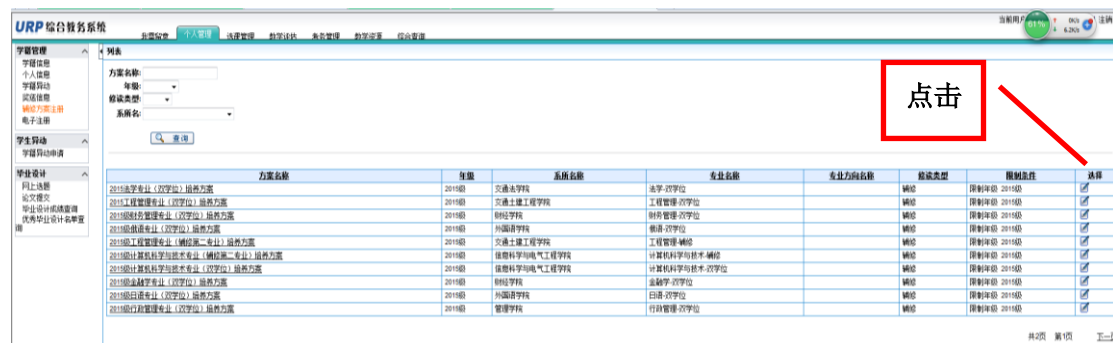 URP综合教务系统
当前用户
61%
0K/s
6.2K/s
注销
我要留言 个人管理 选课管理 教学评估 教务管理 教学资源 综合查询
学籍管理
学籍信息
个人信息
学籍异动
奖惩信息
辅修方案注册
电子注册
学生异动
学籍异动申请
毕业设计
网上选题
论文提交
毕业设计成绩查询
优秀毕业设计名单查询
列表
方案名称:
年级:
修读类型:
系所名:
查询
点击
方案名称 年级 系所名称 专业名称 专业方向名称 修读类型 限制条件 选择
2015法学专业（双学位）培养方案 2015级 交通法学院 法学-双学位 辅修 限制年级 2015级
2015工程管理专业（双学位）培养方案 2015级 交通土建工程学院 工程管理-双学位 辅修 限制年级 2015级
2015级财务管理专业（双学位）培养方案 2015级 财经学院 财务管理-双学位 辅修 限制年级 2015级
2015级俄语专业（双学位）培养方案 2015级 外国语学院 俄语-双学位 辅修 限制年级 2015级
2015级工程管理专业（辅修第二专业）培养方案 2015级 交通土建工程学院 工程管理-辅修 辅修 限制年级 2015级
2015级计算机科学与技术专业（辅修第二专业）培养方案 2015级 信息科学与电气工程学院 计算机科学与技术-辅修 辅修 限制年级 2015级
2015级计算机科学与技术专业（双学位）培养方案 2015级 信息科学与电气工程学院 计算机科学与技术-双学位 辅修 限制年级 2015级
2015级金融学专业（双学位）培养方案 2015级 财经学院 金融学-双学位 辅修 限制年级 2015级
2015级日语专业（双学位）培养方案 2015级 外国语学院 日语-双学位 辅修 限制年级 2015级
2015级行政管理专业（双学位）培养方案 2015级 管理学院 行政管理-双学位 辅修 限制年级 2015级
共2页 第1页 下一